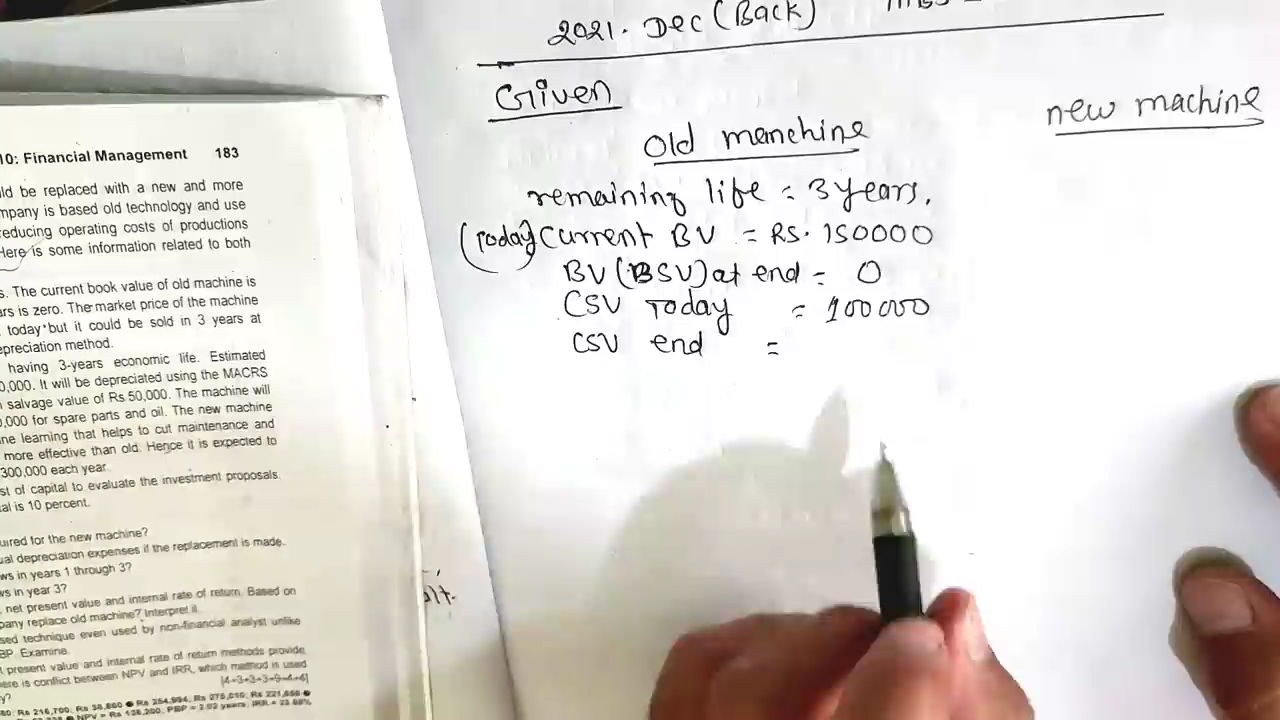 2021. Dec (Back)
Given
old manchine
new machine
remaining life = 3 years.
(Today) Current BV = RS. 150000
BV (BSV) at end = 0
CSV Today = 100000
CSV end =
10: Financial Management 183
ld be replaced with a new and more
mpany is based old technology and use
reducing operating costs of productions
Here is some information related to both
s. The current book value of old machine is
ars is zero. The market price of the machine
today but it could be sold in 3 years at
epreciation method.
having 3-years economic life. Estimated
0,000. It will be depreciated using the MACRS
salvage value of Rs 50,000. The machine will
,000 for spare parts and oil. The new machine
ne learning that helps to cut maintenance and
more effective than old. Hence it is expected to
300,000 each year.
st of capital to evaluate the investment proposals.
al is 10 percent.
uired for the new machine?
ual depreciation expenses if the replacement is made.
ws in years 1 through 3?
ws in year 3?
net present value and internal rate of return. Based on
pany replace old machine? Interpret it.
sed technique even used by non-financial analyst unlike
BP. Examine.
t present value and internal rate of return methods provide
ere is conflict between NPV and IRR, which method is used
y? [4+3+3+3+9+4+4]